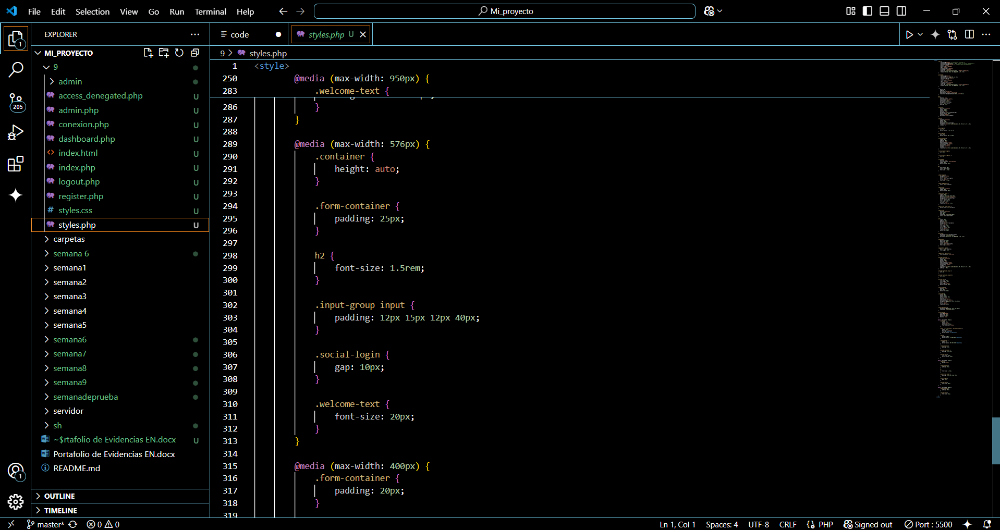 File Edit Selection View Go Run Terminal Help
Mi_proyecto
EXPLORER
code
styles.php U
MI_PROYECTO
9 > styles.php
9
admin
access_denegated.php U
admin.php U
conexion.php U
dashboard.php U
index.html U
index.php U
logout.php U
register.php U
styles.css U
styles.php U
carpetas
semana 6
semana1
semana2
semana3
semana4
semana5
semana6
semana7
semana8
semana9
semanadeprueba
servidor
sh
~$rtafolio de Evidencias EN.docx U
Portafolio de Evidencias EN.docx
README.md
OUTLINE
TIMELINE
1
205
1
1 <style>
250 @media (max-width: 950px) {
283 .welcome-text {
286 }
287 }
288
289 @media (max-width: 576px) {
290 .container {
291 height: auto;
292 }
293
294 .form-container {
295 padding: 25px;
296 }
297
298 h2 {
299 font-size: 1.5rem;
300 }
301
302 .input-group input {
303 padding: 12px 15px 12px 40px;
304 }
305
306 .social-login {
307 gap: 10px;
308 }
309
310 .welcome-text {
311 font-size: 20px;
312 }
313 }
314
315 @media (max-width: 400px) {
316 .form-container {
317 padding: 20px;
318 }
319
master* 0 0 Ln 1, Col 1 Spaces: 4 UTF-8 CRLF PHP Signed out Port : 5500